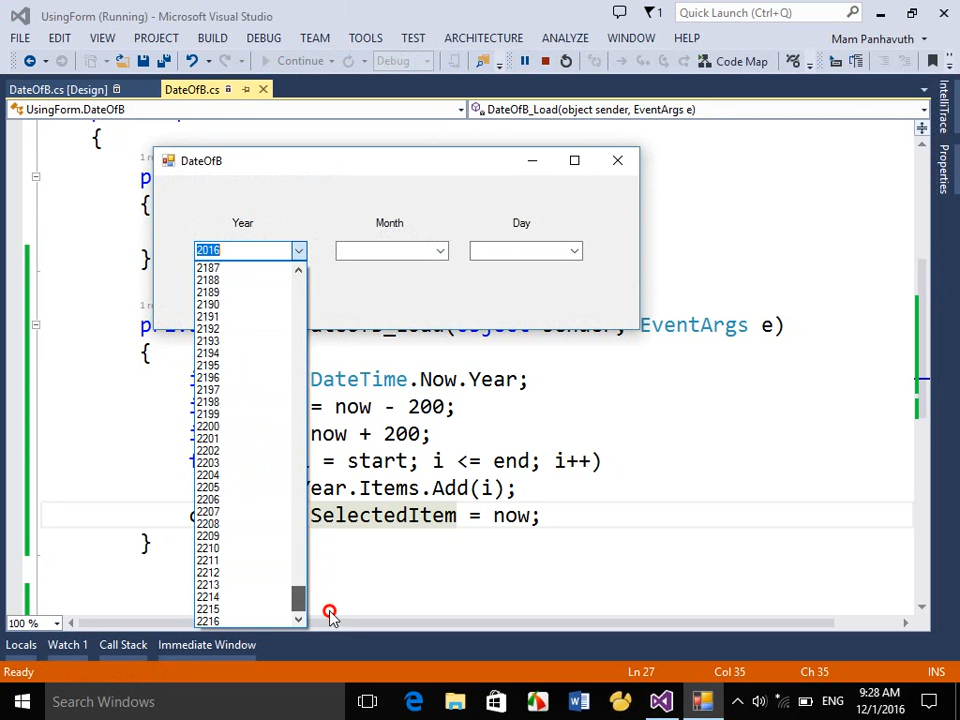 UsingForm (Running) - Microsoft Visual Studio
1
Quick Launch (Ctrl+Q)
FILE EDIT VIEW PROJECT BUILD DEBUG TEAM TOOLS TEST ARCHITECTURE ANALYZE WINDOW HELP
Mam Panhavuth
Continue
Debug
Code Map
DateOfB.cs [Design]
DateOfB.cs
UsingForm.DateOfB
DateOfB_Load(object sender, EventArgs e)
IntelliTrace
Properties
{
DateOfB
Year Month Day
2016
2187
2188
2189
2190
2191
2192
2193
2194
2195
2196
2197
2198
2199
2200
2201
2202
2203
2204
2205
2206
2207
2208
2209
2210
2211
2212
2213
2214
2215
2216
{
}
EventArgs e)
{
DateTime.Now.Year;
= now - 200;
now + 200;
= start; i <= end; i++)
Year.Items.Add(i);
SelectedItem = now;
}
100 %
Locals Watch 1 Call Stack Immediate Window
Ready
Ln 27 Col 35 Ch 35 INS
Search Windows
ENG
9:28 AM
12/1/2016